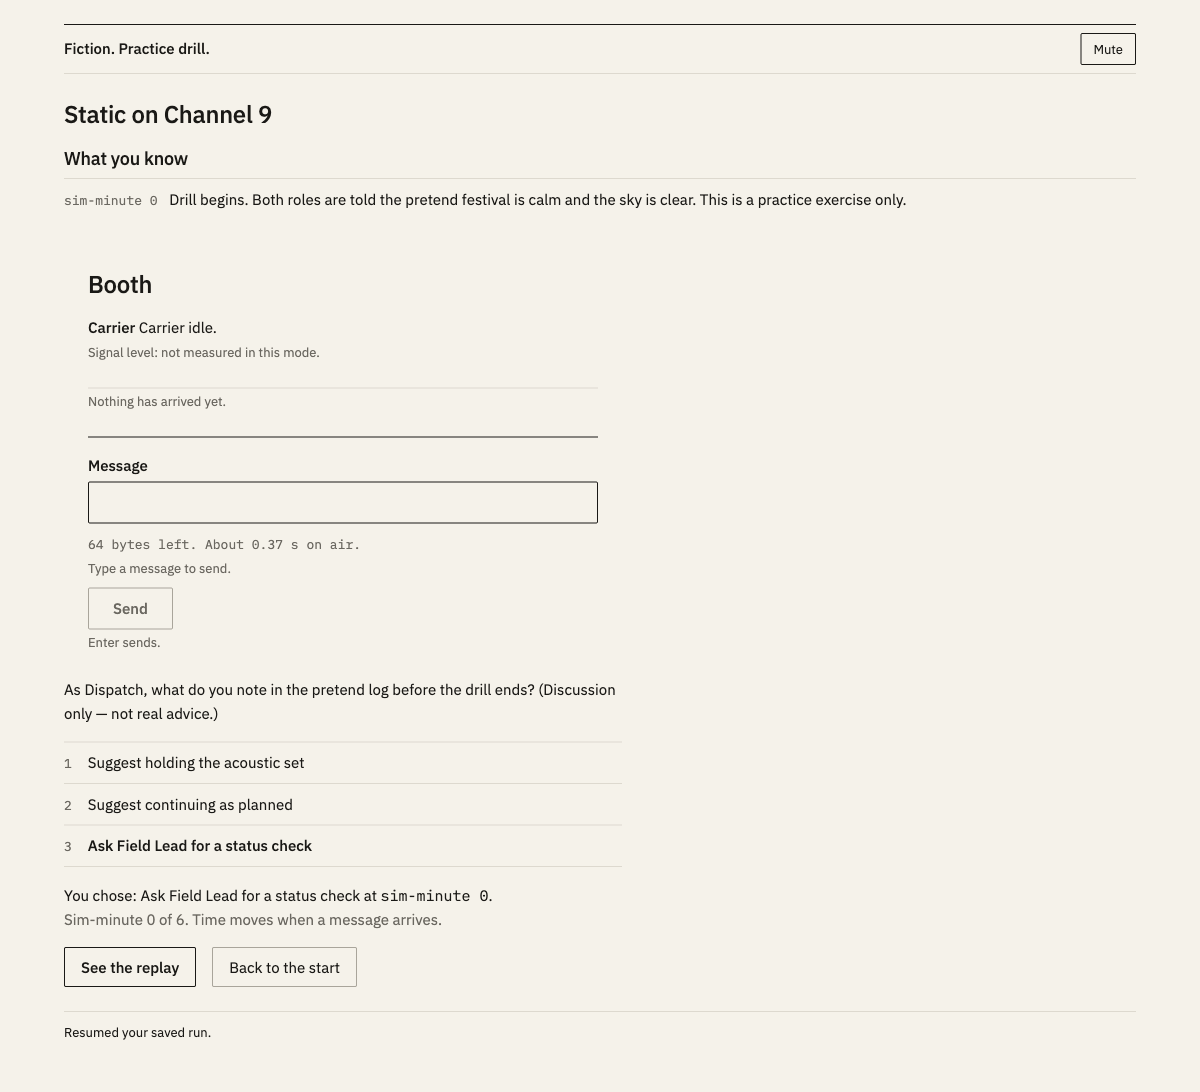 Fiction. Practice drill.
Mute
Static on Channel 9
What you know
sim-minute 0 Drill begins. Both roles are told the pretend festival is calm and the sky is clear. This is a practice exercise only.
Booth
Carrier Carrier idle.
Signal level: not measured in this mode.
Nothing has arrived yet.
Message
64 bytes left. About 0.37 s on air.
Type a message to send.
Send
Enter sends.
As Dispatch, what do you note in the pretend log before the drill ends? (Discussion
only — not real advice.)
1 Suggest holding the acoustic set
2 Suggest continuing as planned
3 Ask Field Lead for a status check
You chose: Ask Field Lead for a status check at sim-minute 0.
Sim-minute 0 of 6. Time moves when a message arrives.
See the replay
Back to the start
Resumed your saved run.